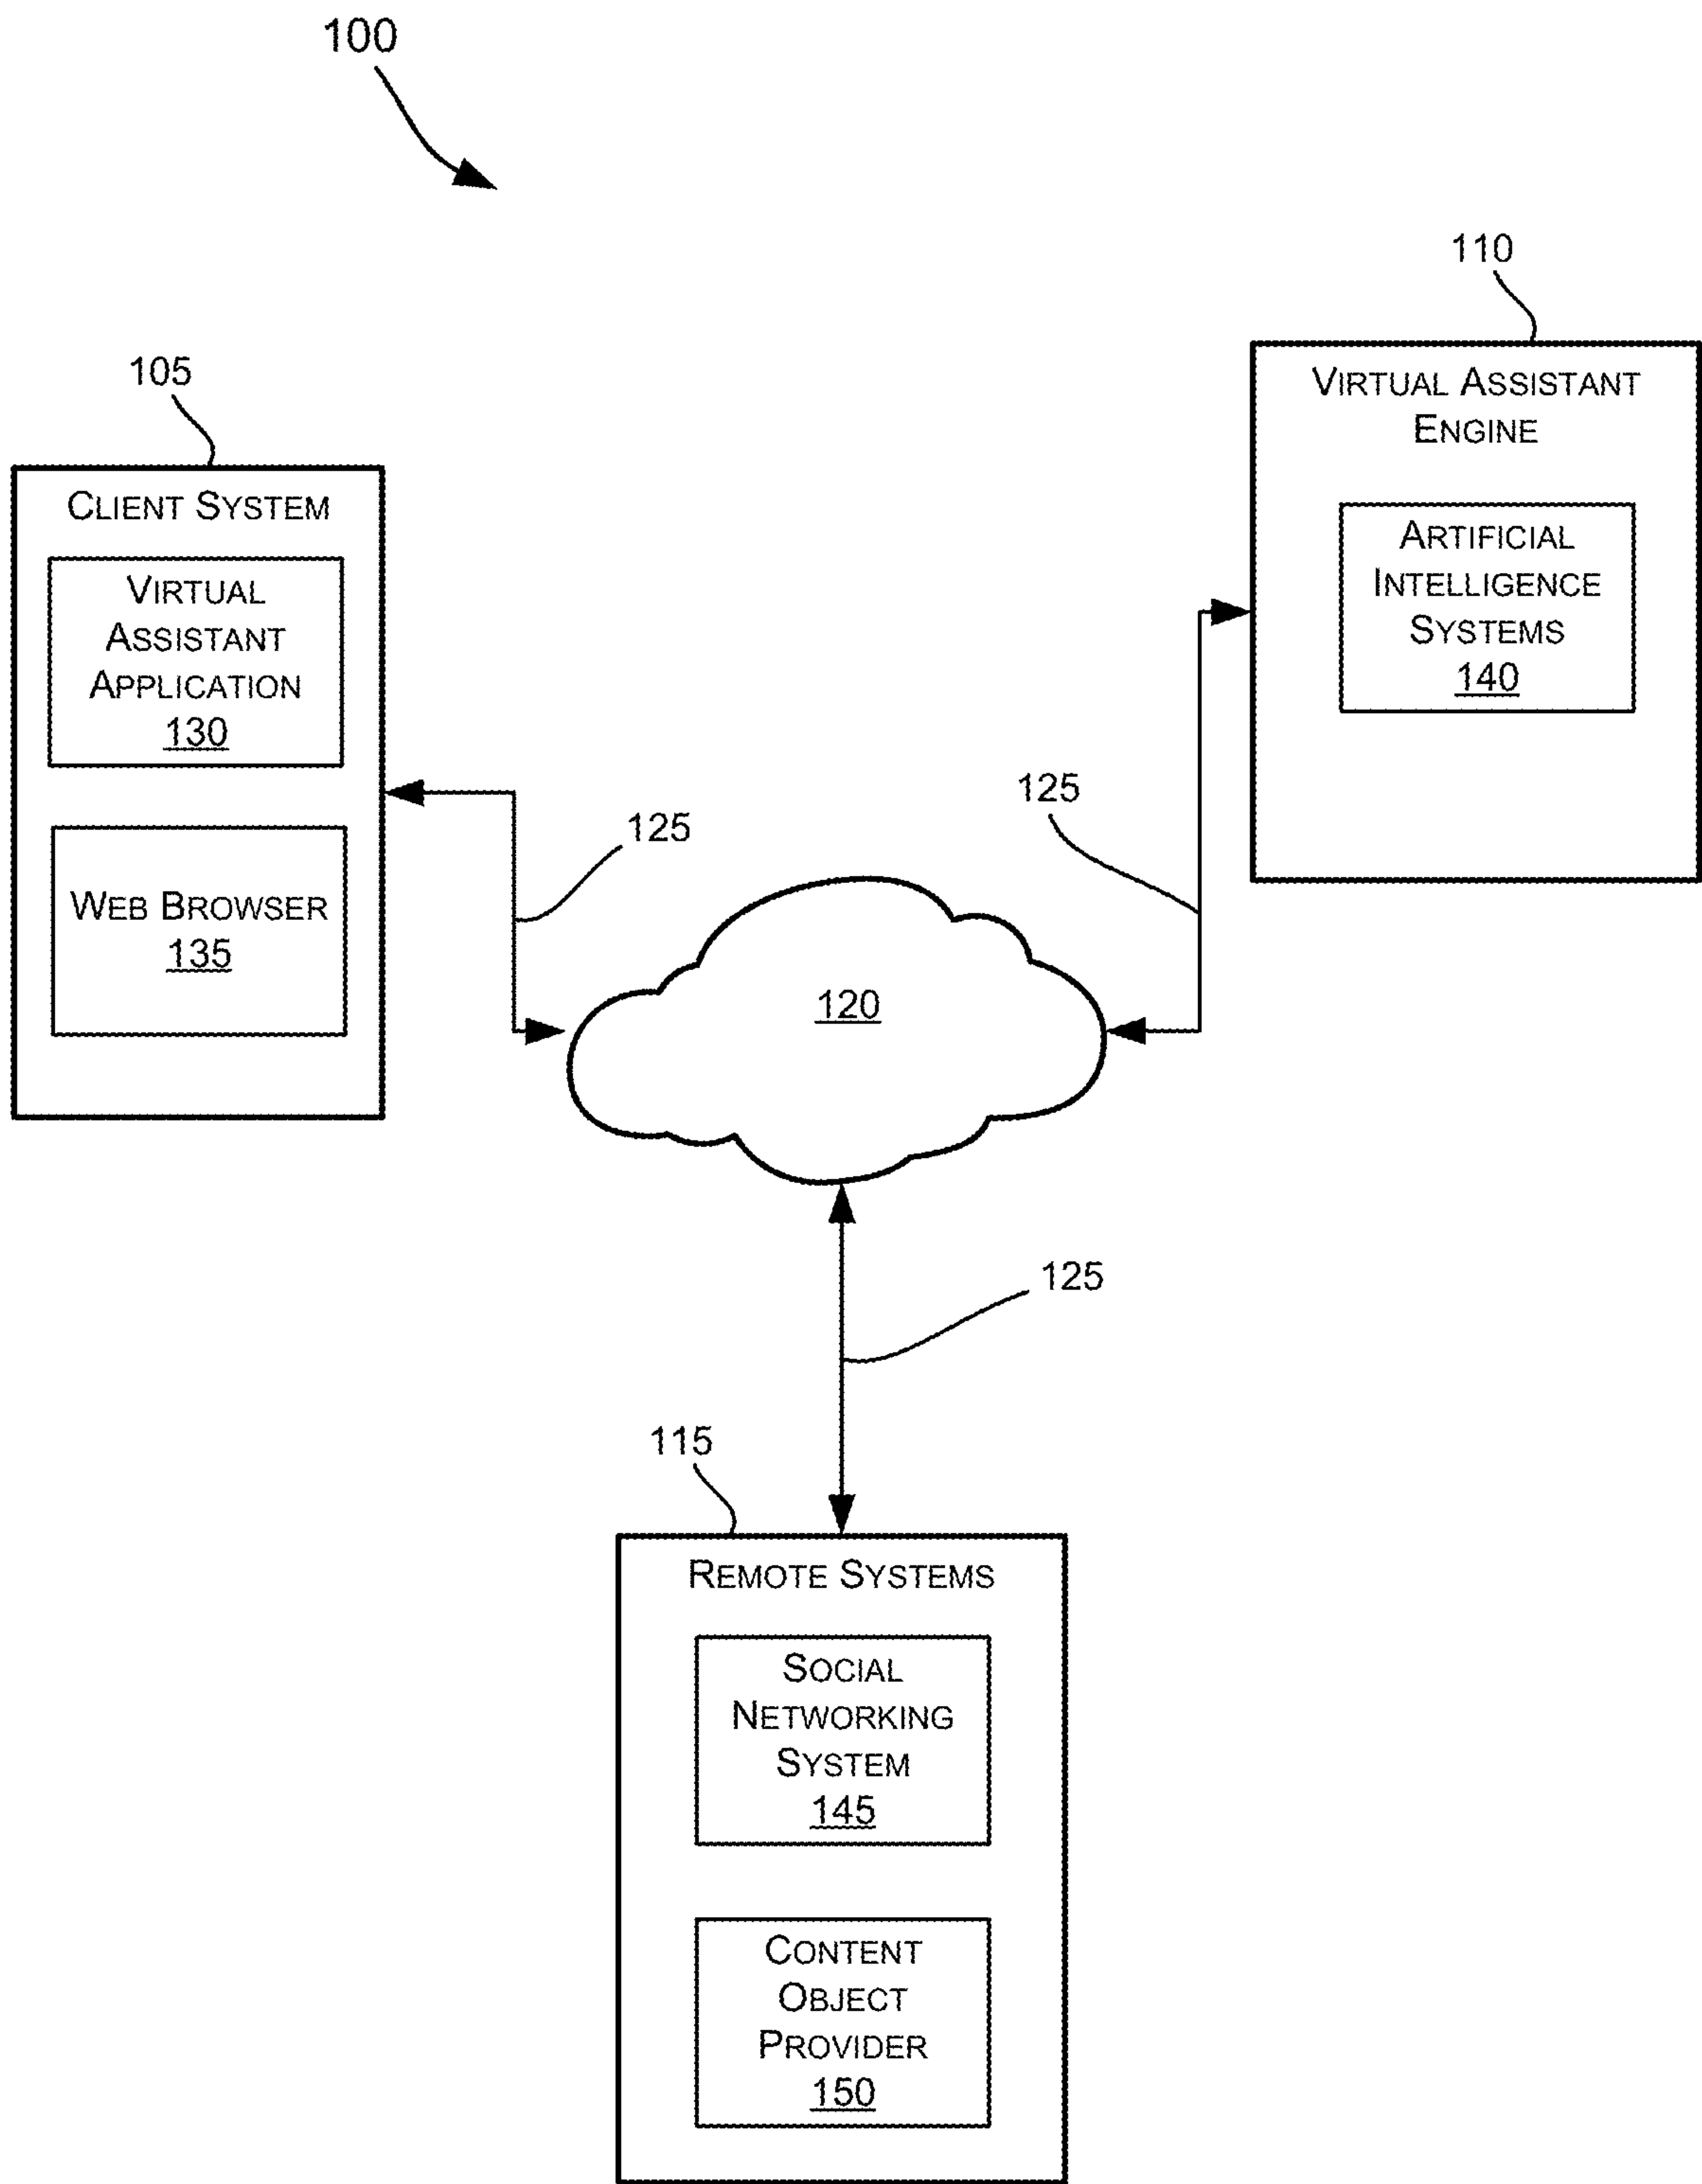 100
110
105
VIRTUAL ASSISTANT
ENGINE
CLIENT SYSTEM
ARTIFICIAL
INTELLIGENCE
SYSTEMS
140
VIRTUAL
ASSISTANT
APPLICATION
130
125
125
WEB BROWSER
135
120
125
115
REMOTE SYSTEMS
SOCIAL
NETWORKING
SYSTEM
145
CONTENT
OBJECT
PROVIDER
150